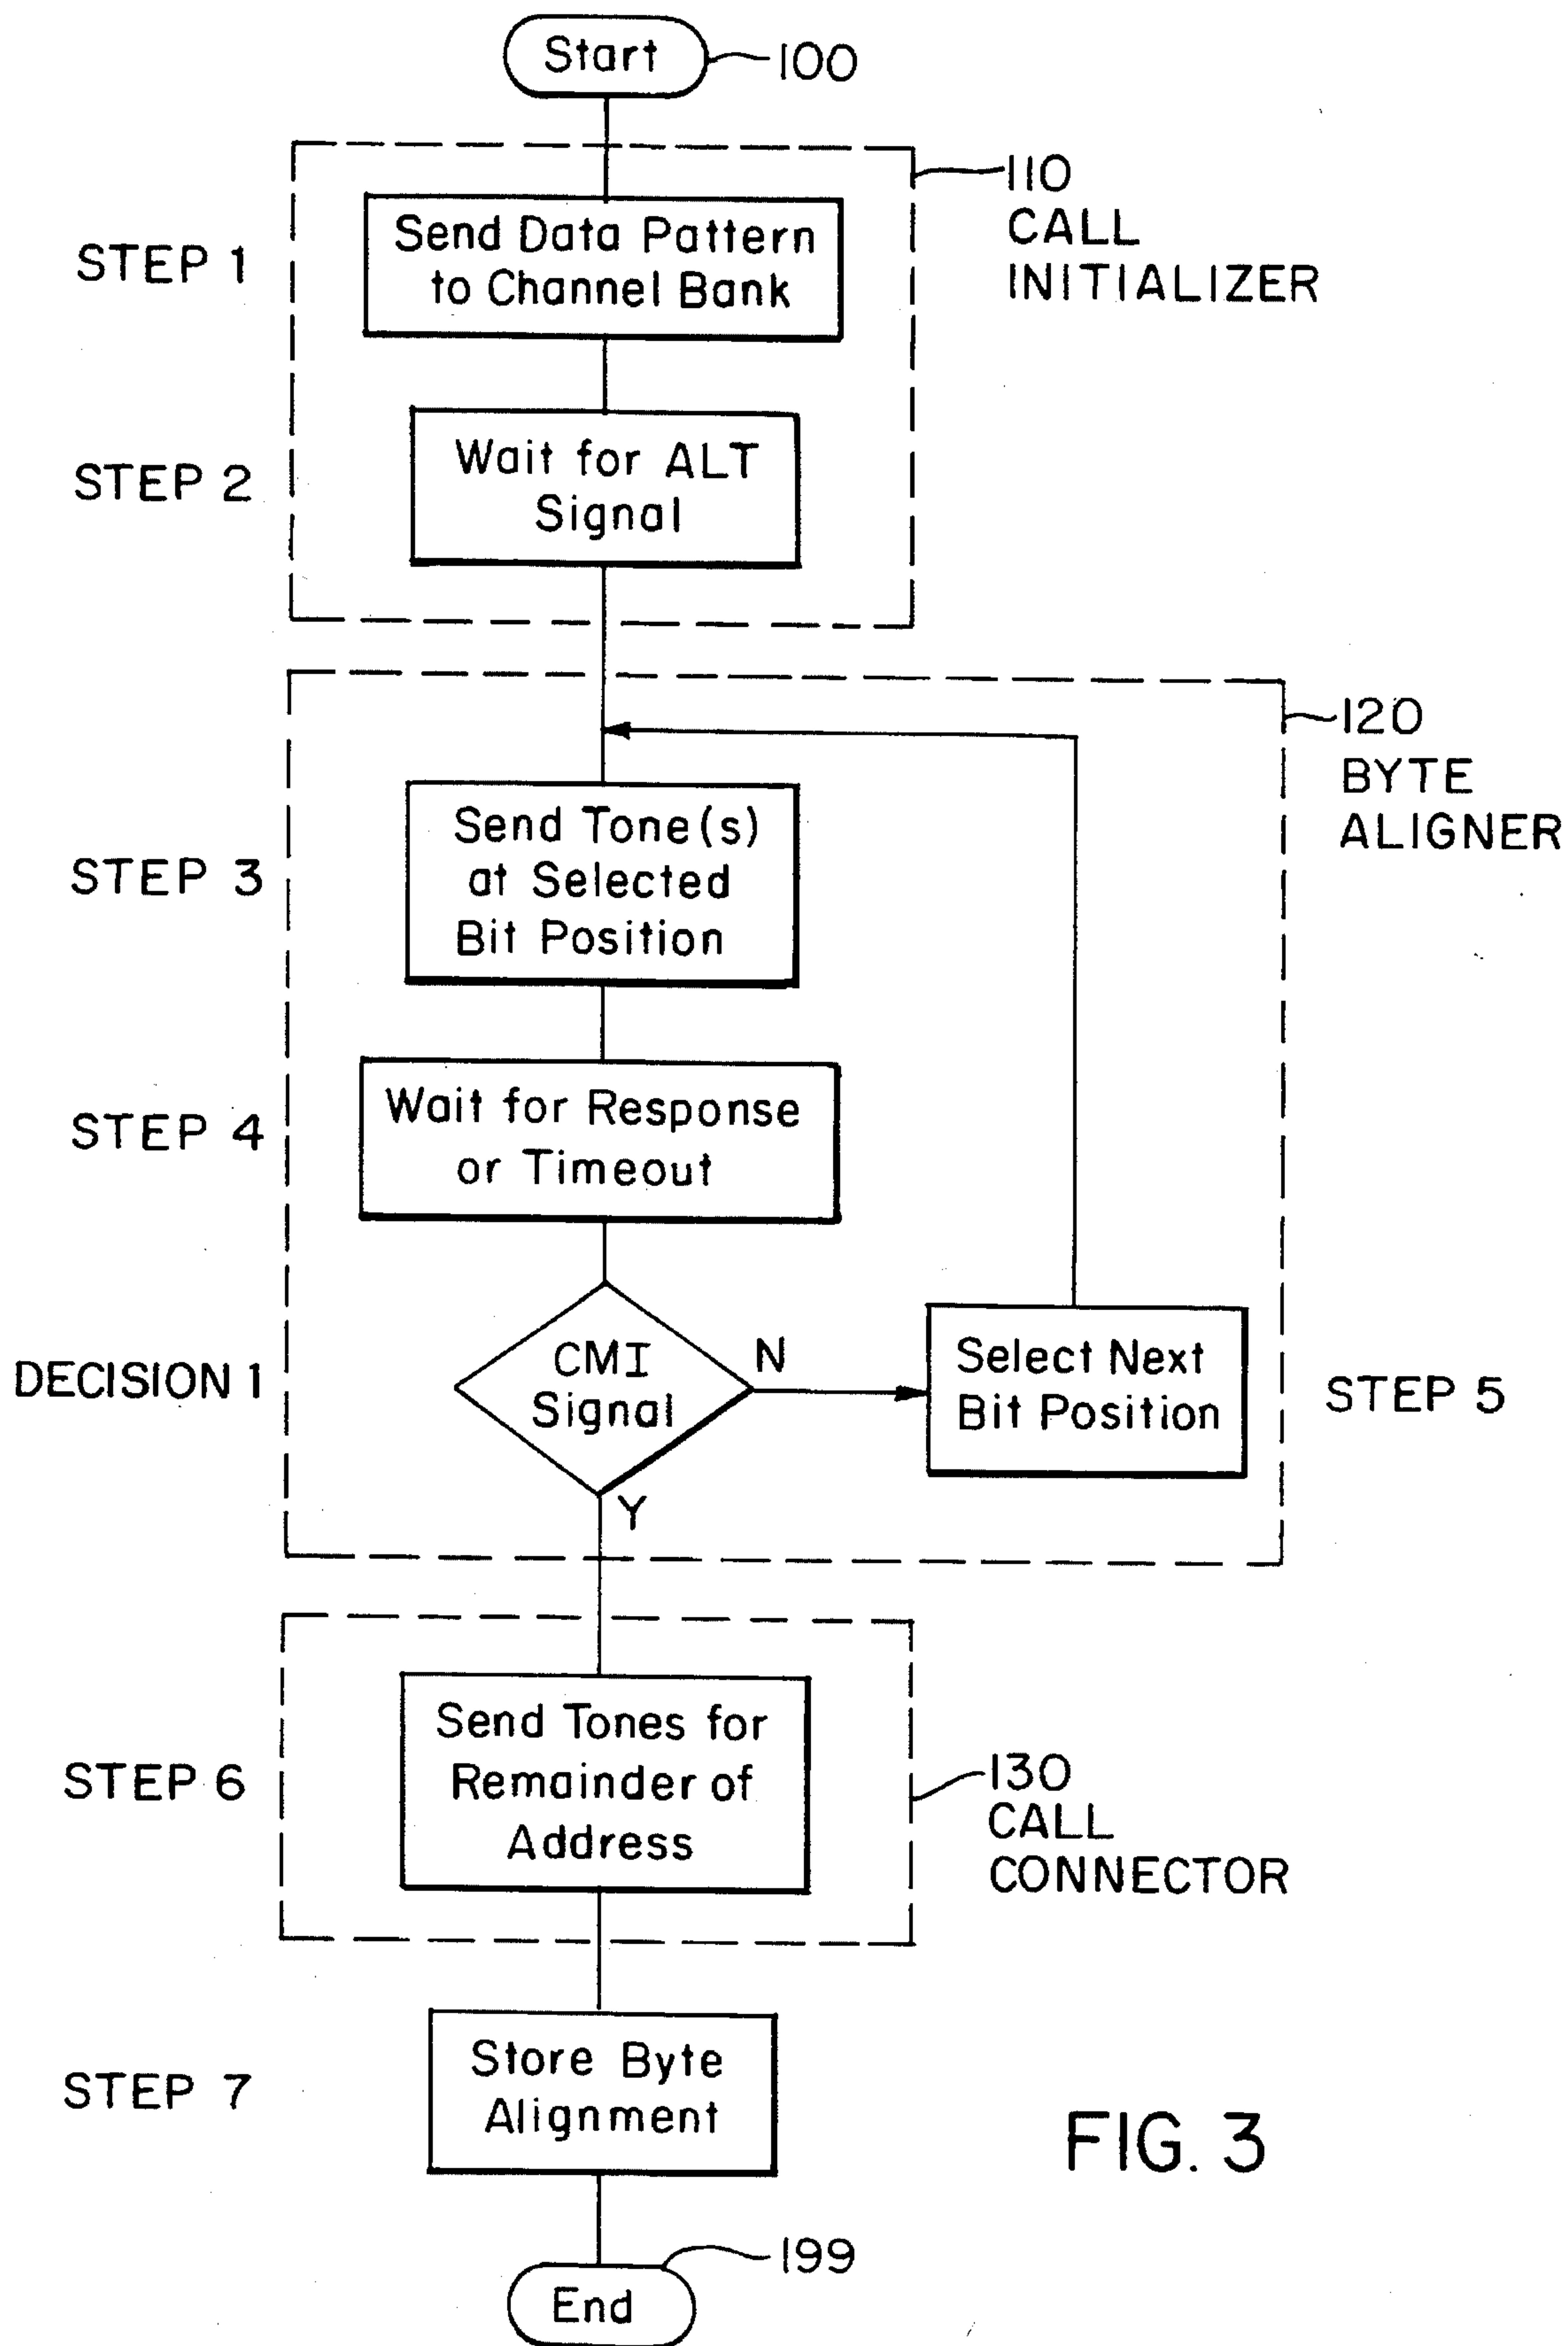 Start
100
110
CALL
INITIALIZER
STEP 1
Send Data Pattern
to Channel Bank
STEP 2
Wait for ALT
Signal
120
BYTE
ALIGNER
STEP 3
Send Tone(s)
at Selected
Bit Position
STEP 4
Wait for Response
or Timeout
DECISION 1
CMI
Signal
N
Y
Select Next
Bit Position
STEP 5
STEP 6
Send Tones for
Remainder of
Address
130
CALL
CONNECTOR
STEP 7
Store Byte
Alignment
FIG. 3
199
End